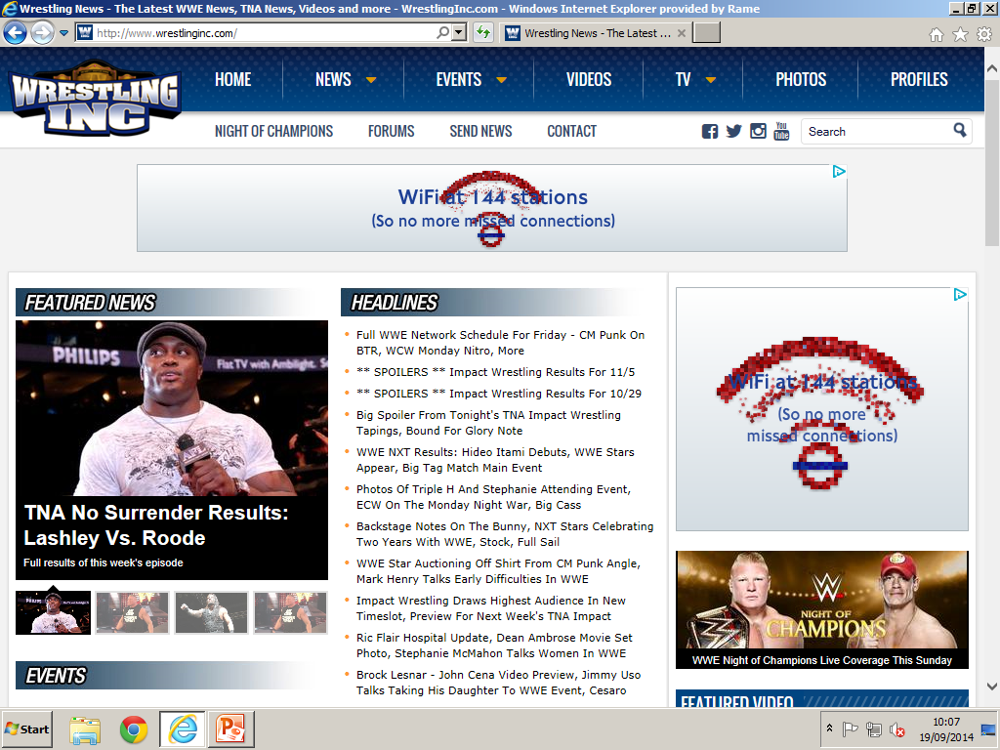 Wrestling News - The Latest WWE News, TNA News, Videos and more - WrestlingInc.com - Windows Internet Explorer provided by Rame
http://www.wrestlinginc.com/
Wrestling News - The Latest ...
WRESTLING
INC
HOME
NEWS
EVENTS
VIDEOS
TV
PHOTOS
PROFILES
NIGHT OF CHAMPIONS
FORUMS
SEND NEWS
CONTACT
You
Tube
Search
WiFi at 144 stations
(So no more missed connections)
FEATURED NEWS
PHILIPS
Flat TV with Ambilight.
TNA No Surrender Results:
Lashley Vs. Roode
Full results of this week's episode
EVENTS
HEADLINES
Full WWE Network Schedule For Friday - CM Punk On
BTR, WCW Monday Nitro, More
** SPOILERS ** Impact Wrestling Results For 11/5
** SPOILERS ** Impact Wrestling Results For 10/29
Big Spoiler From Tonight's TNA Impact Wrestling
Tapings, Bound For Glory Note
WWE NXT Results: Hideo Itami Debuts, WWE Stars
Appear, Big Tag Match Main Event
Photos Of Triple H And Stephanie Attending Event,
ECW On The Monday Night War, Big Cass
Backstage Notes On The Bunny, NXT Stars Celebrating
Two Years With WWE, Stock, Full Sail
WWE Star Auctioning Off Shirt From CM Punk Angle,
Mark Henry Talks Early Difficulties In WWE
Impact Wrestling Draws Highest Audience In New
Timeslot, Preview For Next Week's TNA Impact
Ric Flair Hospital Update, Dean Ambrose Movie Set
Photo, Stephanie McMahon Talks Women In WWE
Brock Lesnar - John Cena Video Preview, Jimmy Uso
Talks Taking His Daughter To WWE Event, Cesaro
WiFi at 144 stations
(So no more
missed connections)
NIGHT OF
CHAMPIONS
WWE Night of Champions Live Coverage This Sunday
FEATURED VIDEO
Start
10:07
19/09/2014